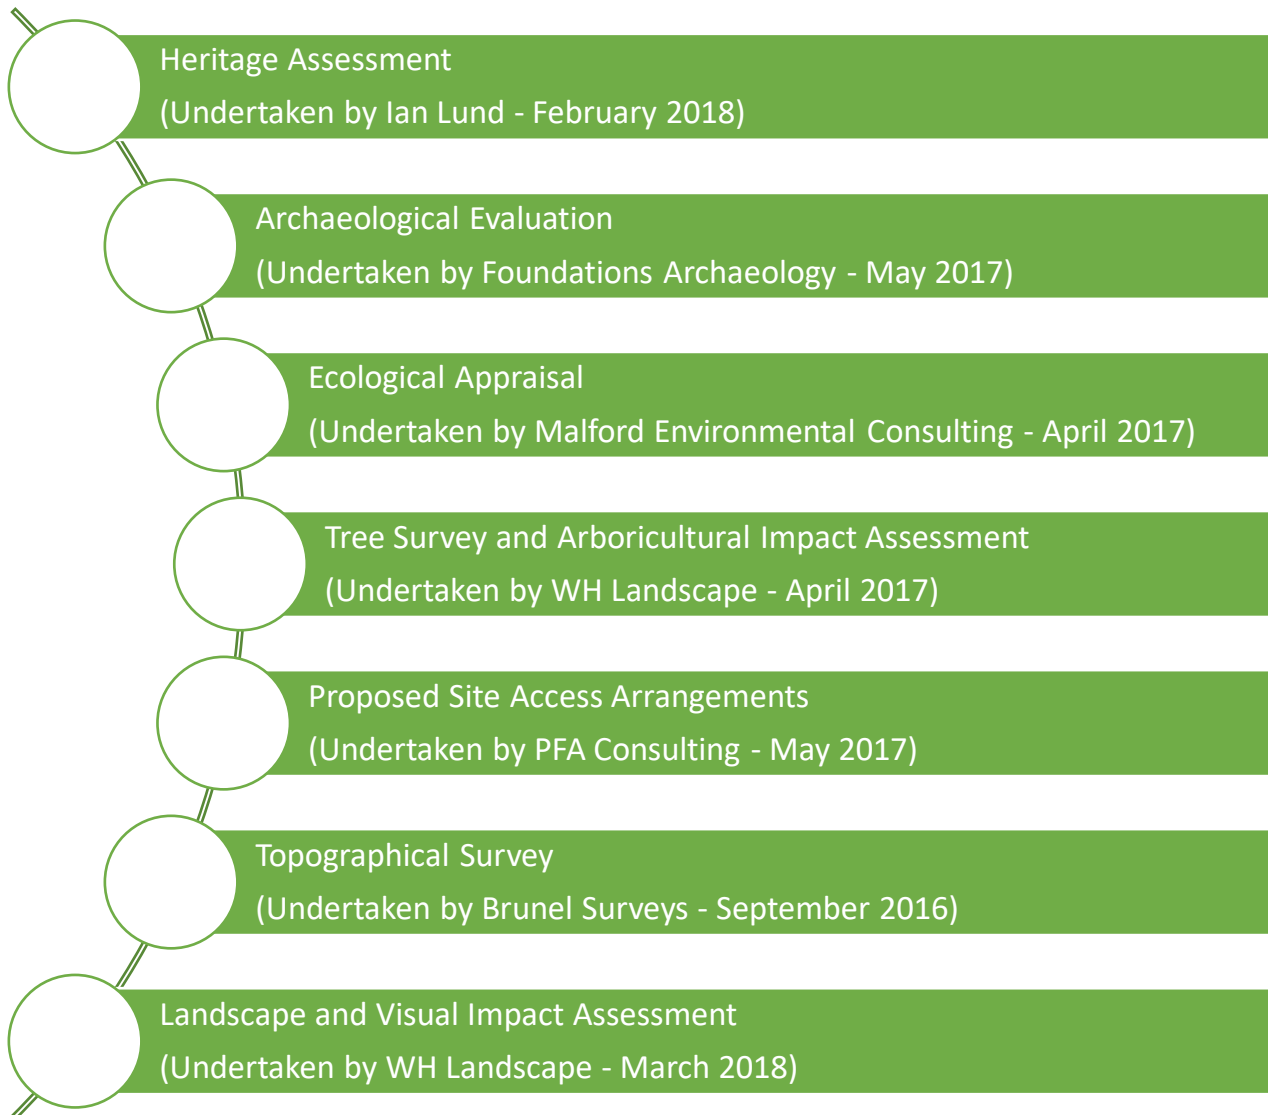 Heritage Assessment
(Undertaken by Ian Lund - February 2018)
Archaeological Evaluation
(Undertaken by Foundations Archaeology - May 2017)
Ecological Appraisal
(Undertaken by Malford Environmental Consulting - April 2017)
Tree Survey and Arboricultural Impact Assessment
(Undertaken by WH Landscape - April 2017)
Proposed Site Access Arrangements
(Undertaken by PFA Consulting - May 2017)
Topographical Survey
(Undertaken by Brunel Surveys - September 2016)
Landscape and Visual Impact Assessment
(Undertaken by WH Landscape - March 2018)